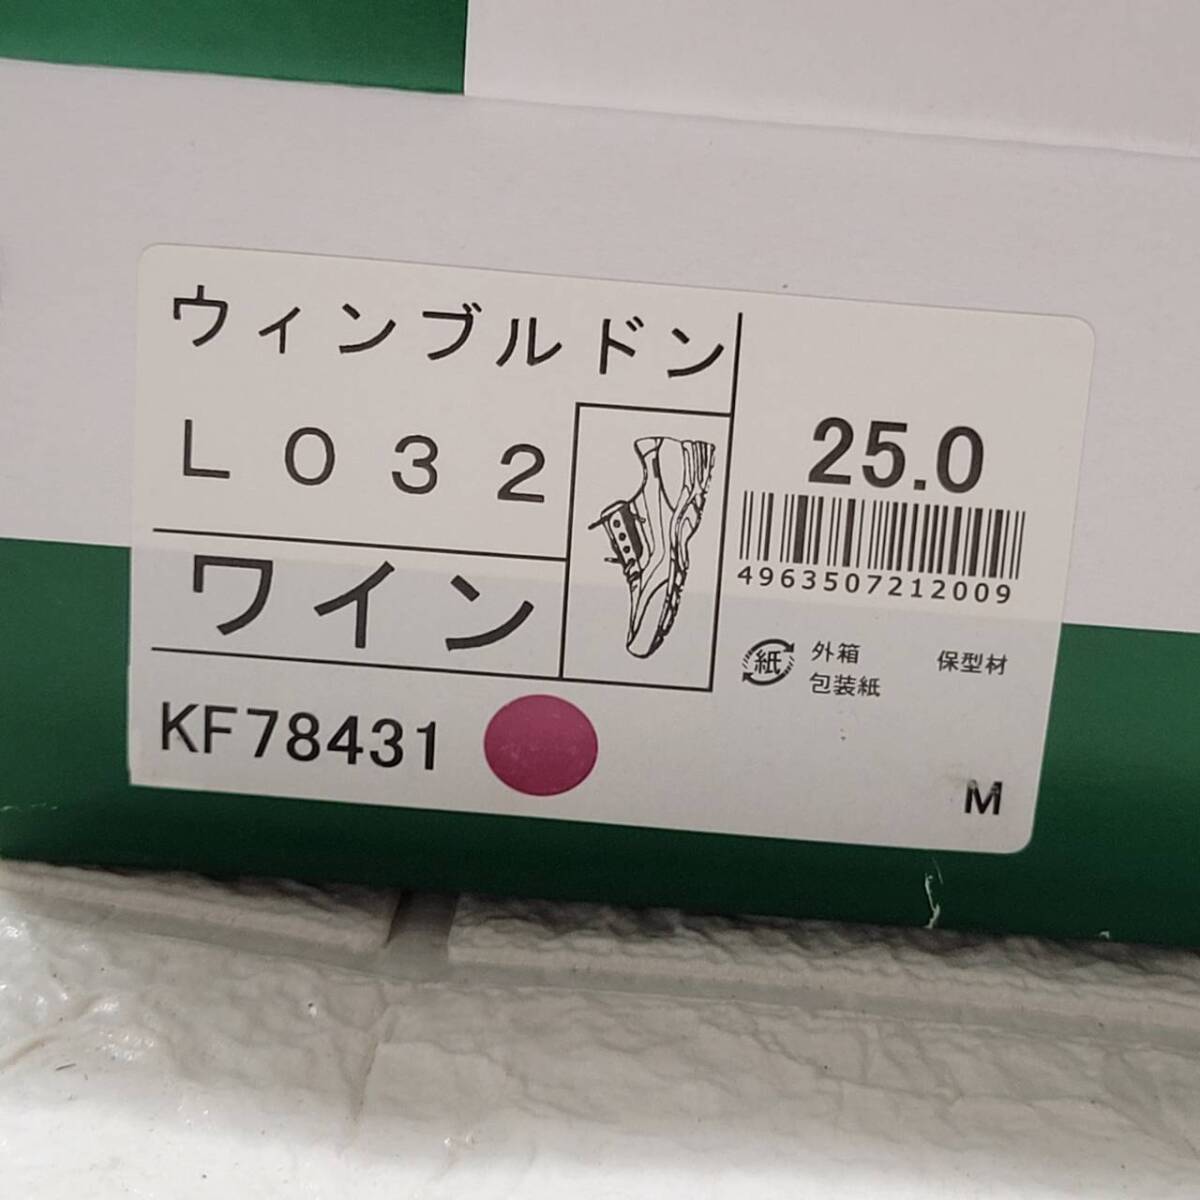 ウィンブルドン
L032
ワイン
KF78431
25.0
4963507212009
紙
外箱
包装紙
保型材
M